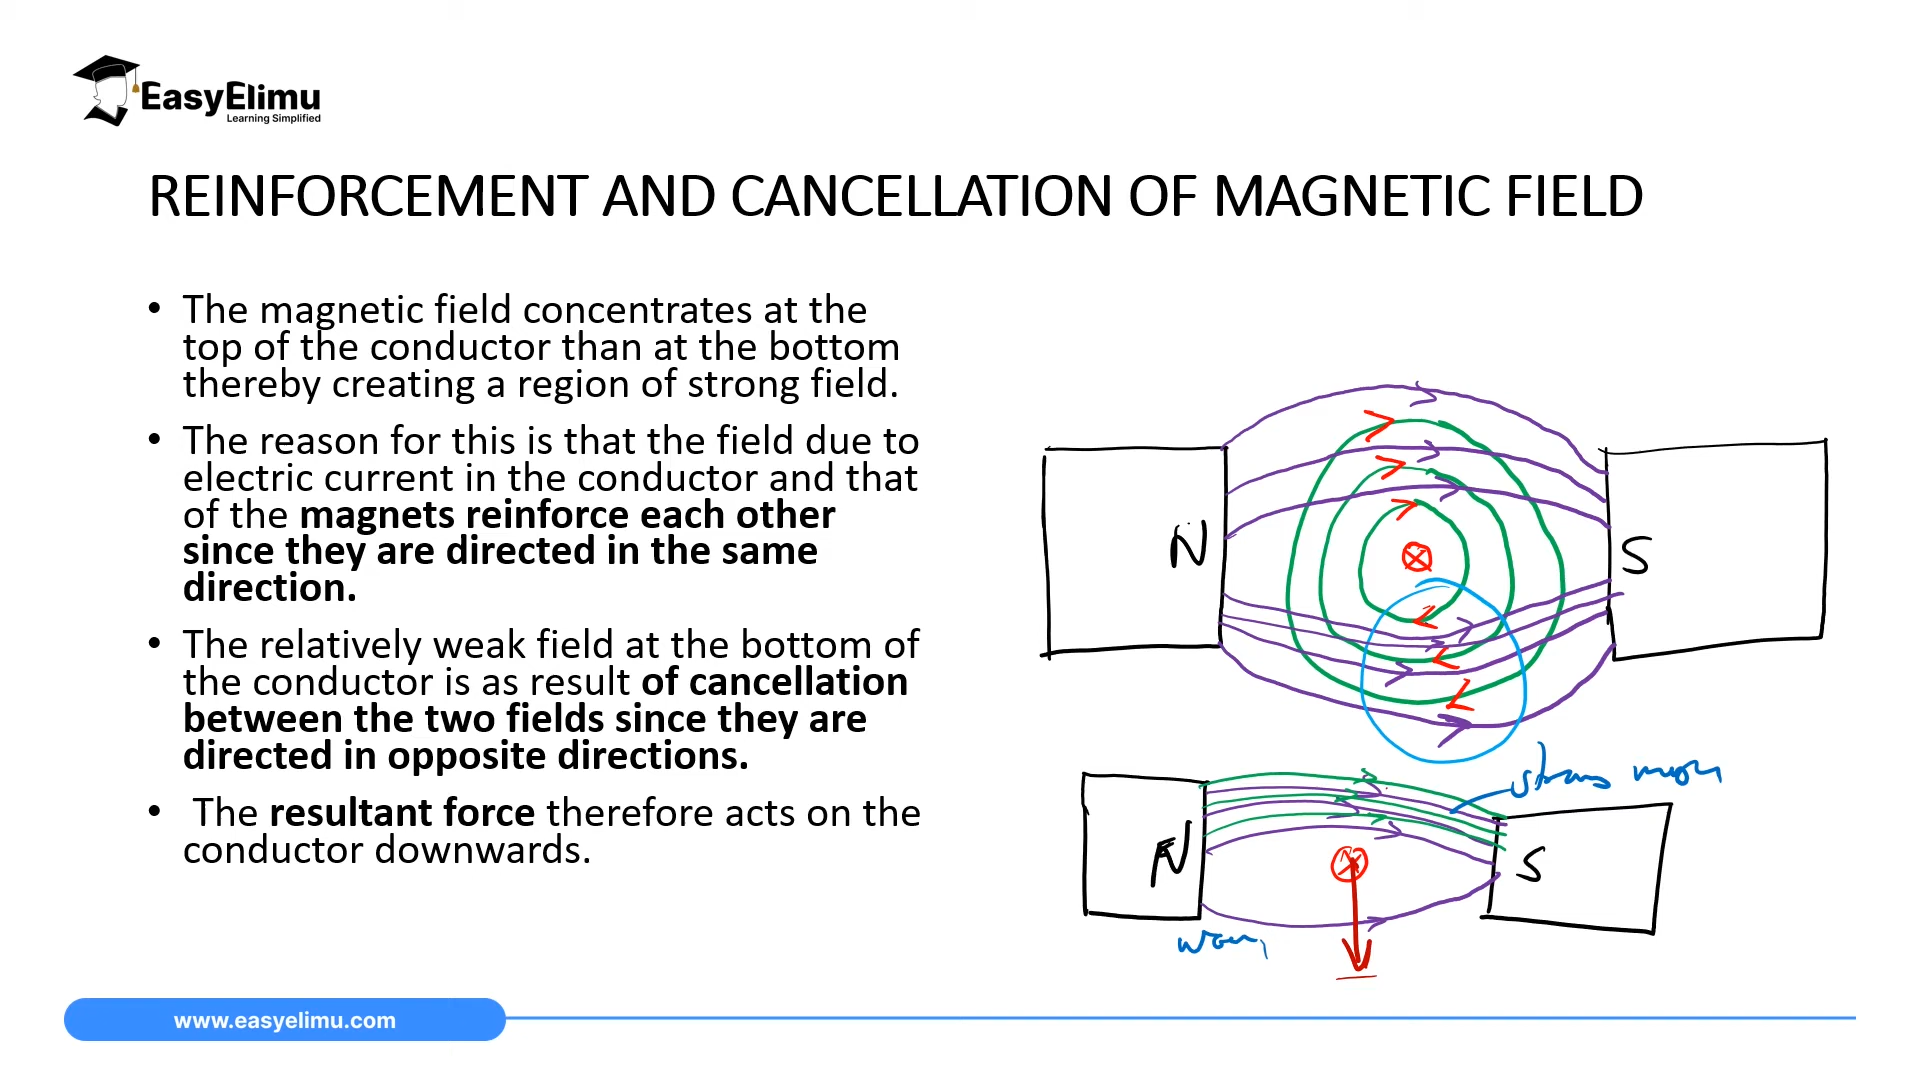 EasyElimu
Learning Simplified
REINFORCEMENT AND CANCELLATION OF MAGNETIC FIELD
• The magnetic field concentrates at the
top of the conductor than at the bottom
thereby creating a region of strong field.
• The reason for this is that the field due to
electric current in the conductor and that
of the magnets reinforce each other
since they are directed in the same
direction.
• The relatively weak field at the bottom of
the conductor is as result of cancellation
between the two fields since they are
directed in opposite directions.
• The resultant force therefore acts on the
conductor downwards.
N
S
N
S
www.easyelimu.com